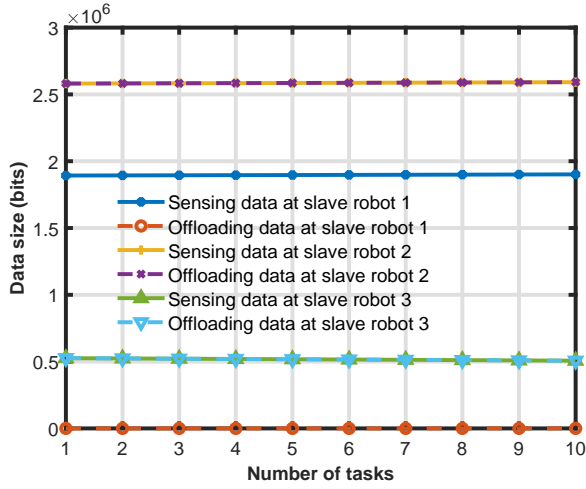 ×10⁶
3
2.5
2
1.5
1
0.5
0
Data size (bits)
Sensing data at slave robot 1
Offloading data at slave robot 1
Sensing data at slave robot 2
Offloading data at slave robot 2
Sensing data at slave robot 3
Offloading data at slave robot 3
1 2 3 4 5 6 7 8 9 10
Number of tasks